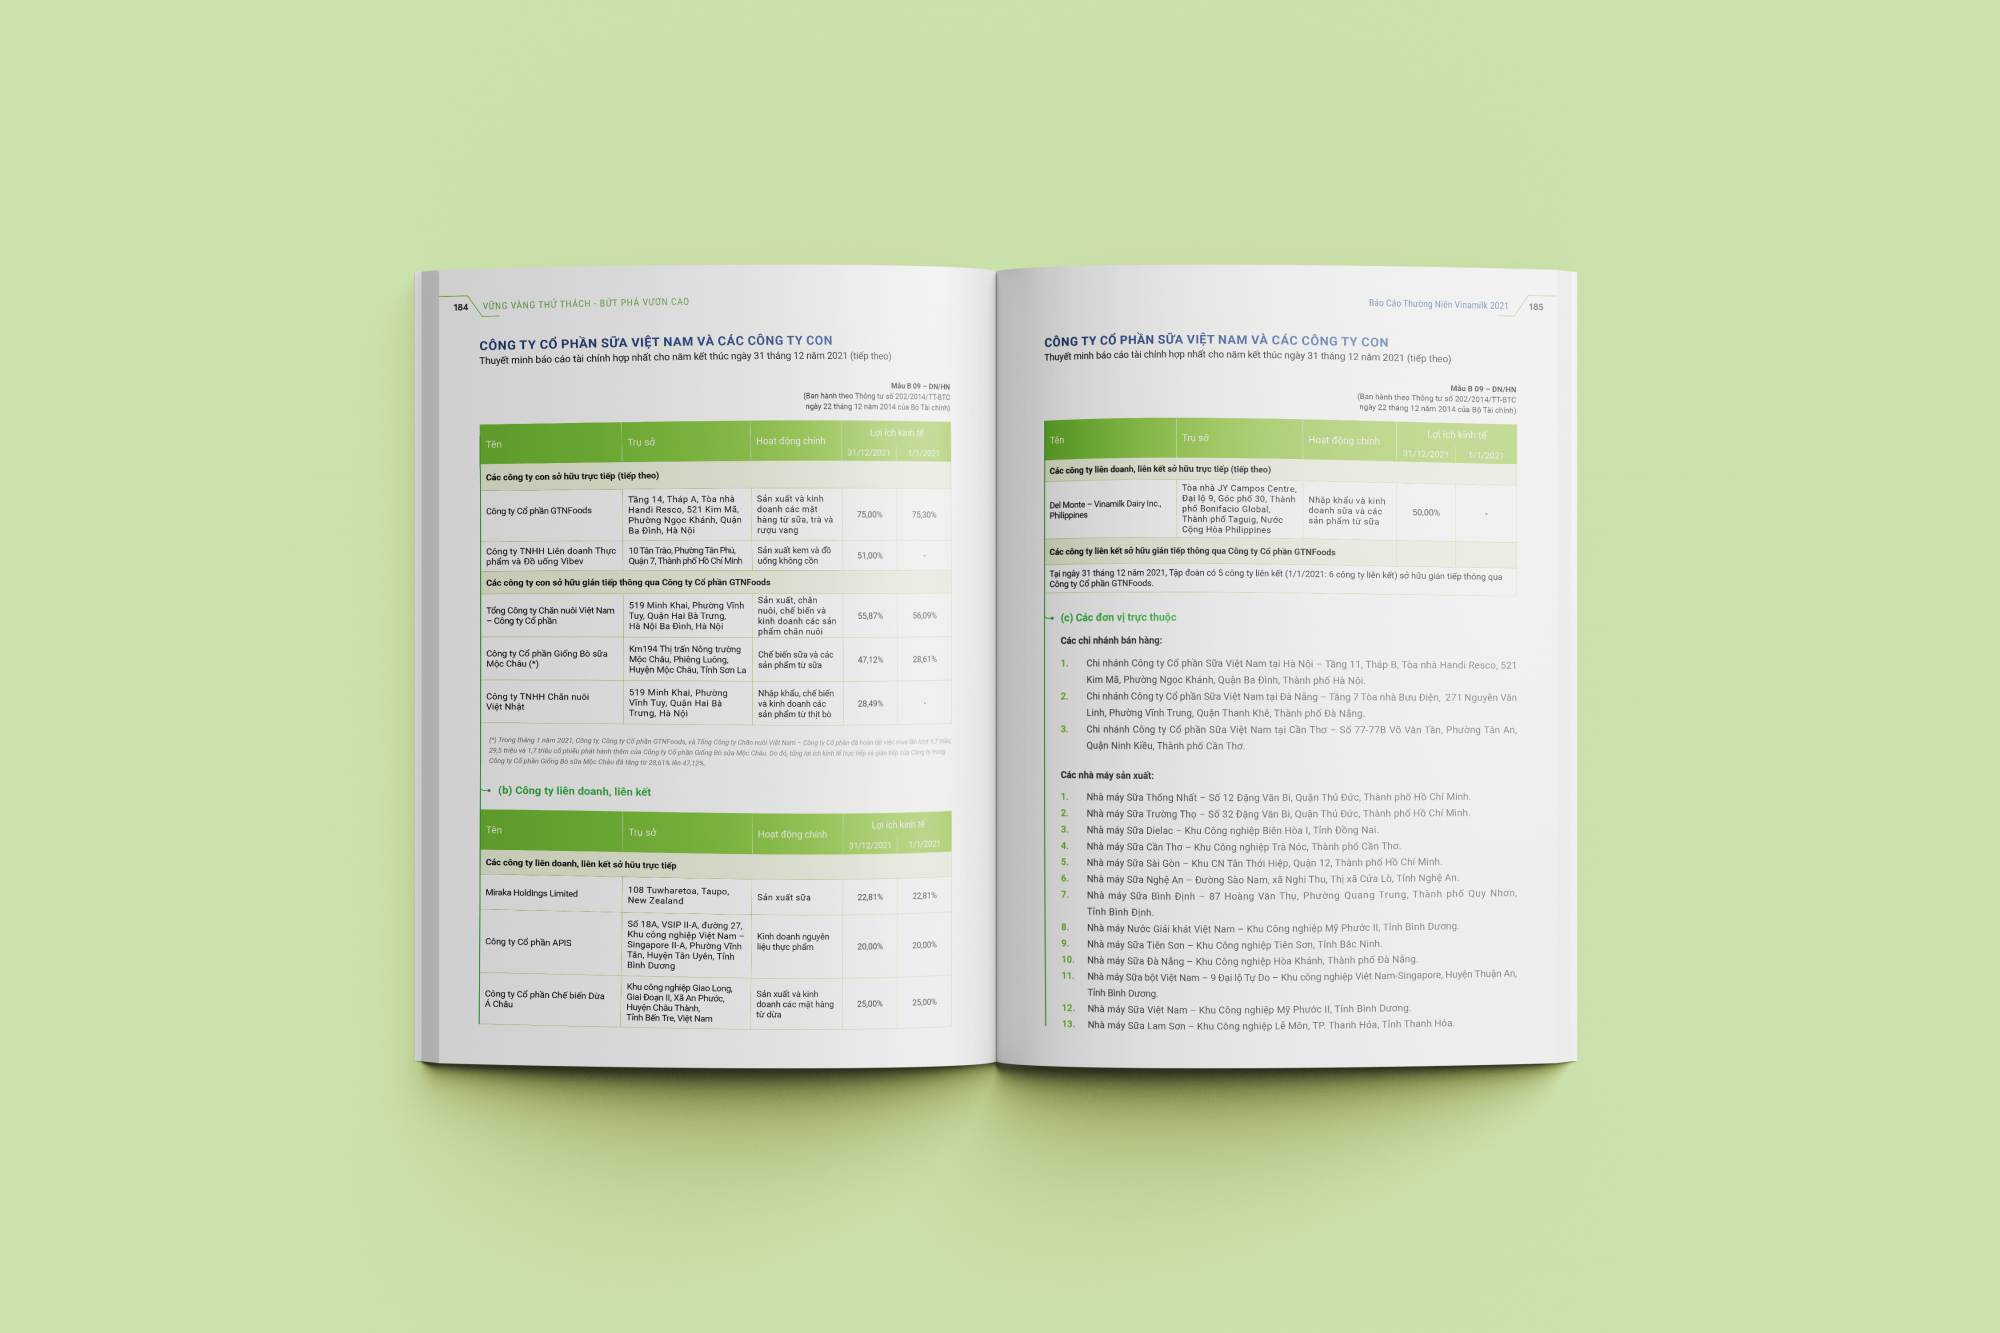 184 VỮNG VÀNG THỬ THÁCH - BỨT PHÁ VƯƠN CAO
CÔNG TY CỔ PHẦN SỮA VIỆT NAM VÀ CÁC CÔNG TY CON
Thuyết minh báo cáo tài chính hợp nhất cho năm kết thúc ngày 31 tháng 12 năm 2021 (tiếp theo)
Mẫu B 09 – DN/HN
(Ban hành theo Thông tư số 202/2014/TT-BTC
ngày 22 tháng 12 năm 2014 của Bộ Tài chính)
Tên Trụ sở Hoạt động chính Lợi ích kinh tế
31/12/2021 1/1/2021
Các công ty con sở hữu trực tiếp (tiếp theo)
Công ty Cổ phần GTNFoods
Tầng 14, Tháp A, Tòa nhà
Handi Resco, 521 Kim Mã,
Phường Ngọc Khánh, Quận
Ba Đình, Hà Nội
Sản xuất và kinh
doanh các mặt
hàng từ sữa, trà và
rượu vang
75,00% 75,30%
Công ty TNHH Liên doanh Thực
phẩm và Đồ uống Vibev
10 Tân Trào, Phường Tân Phú,
Quận 7, Thành phố Hồ Chí Minh
Sản xuất kem và đồ
uống không cồn
51,00% -
Các công ty con sở hữu gián tiếp thông qua Công ty Cổ phần GTNFoods
Tổng Công ty Chăn nuôi Việt Nam
– Công ty Cổ phần
519 Minh Khai, Phường Vĩnh
Tuy, Quận Hai Bà Trưng,
Hà Nội Ba Đình, Hà Nội
Sản xuất, chăn
nuôi, chế biến và
kinh doanh các sản
phẩm chăn nuôi
55,87% 56,09%
Công ty Cổ phần Giống Bò sữa
Mộc Châu (*)
Km194 Thị trấn Nông trường
Mộc Châu, Phiêng Luông,
Huyện Mộc Châu, Tỉnh Sơn La
Chế biến sữa và các
sản phẩm từ sữa
47,12% 28,61%
Công ty TNHH Chăn nuôi
Việt Nhật
519 Minh Khai, Phường
Vĩnh Tuy, Quận Hai Bà
Trưng, Hà Nội
Nhập khẩu, chế biến
và kinh doanh các
sản phẩm từ thịt bò
28,49% -
(*) Trong tháng 1 năm 2021, Công ty, Công ty Cổ phần GTNFoods, và Tổng Công ty Chăn nuôi Việt Nam – Công ty Cổ phần đã hoàn tất việc mua lần lượt 9,7 triệu,
29,5 triệu và 1,7 triệu cổ phiếu phát hành thêm của Công ty Cổ phần Giống Bò sữa Mộc Châu. Do đó, tổng lợi ích kinh tế trực tiếp và gián tiếp của Công ty trong
Công ty Cổ phần Giống Bò sữa Mộc Châu đã tăng từ 28,61% lên 47,12%.
(b) Công ty liên doanh, liên kết
Tên Trụ sở Hoạt động chính Lợi ích kinh tế
31/12/2021 1/1/2021
Các công ty liên doanh, liên kết sở hữu trực tiếp
Miraka Holdings Limited
108 Tuwharetoa, Taupo,
New Zealand
Sản xuất sữa
22,81% 22,81%
Công ty Cổ phần APIS
Số 18A, VSIP II-A, đường 27,
Khu công nghiệp Việt Nam –
Singapore II-A, Phường Vĩnh
Tân, Huyện Tân Uyên, Tỉnh
Bình Dương
Kinh doanh nguyên
liệu thực phẩm
20,00% 20,00%
Công ty Cổ phần Chế biến Dừa
Á Châu
Khu công nghiệp Giao Long,
Giai Đoạn II, Xã An Phước,
Huyện Châu Thành,
Tỉnh Bến Tre, Việt Nam
Sản xuất và kinh
doanh các mặt hàng
từ dừa
25,00% 25,00%
Báo Cáo Thường Niên Vinamilk 2021 185
CÔNG TY CỔ PHẦN SỮA VIỆT NAM VÀ CÁC CÔNG TY CON
Thuyết minh báo cáo tài chính hợp nhất cho năm kết thúc ngày 31 tháng 12 năm 2021 (tiếp theo)
Mẫu B 09 – DN/HN
(Ban hành theo Thông tư số 202/2014/TT-BTC
ngày 22 tháng 12 năm 2014 của Bộ Tài chính)
Tên Trụ sở Hoạt động chính Lợi ích kinh tế
31/12/2021 1/1/2021
Các công ty liên doanh, liên kết sở hữu trực tiếp (tiếp theo)
Del Monte – Vinamilk Dairy Inc.,
Philippines
Tòa nhà JY Campos Centre,
Đại lộ 9, Góc phố 30, Thành
phố Bonifacio Global,
Thành phố Taguig, Nước
Cộng Hòa Philippines
Nhập khẩu và kinh
doanh sữa và các
sản phẩm từ sữa
50,00% -
Các công ty liên kết sở hữu gián tiếp thông qua Công ty Cổ phần GTNFoods
Tại ngày 31 tháng 12 năm 2021, Tập đoàn có 5 công ty liên kết (1/1/2021: 6 công ty liên kết) sở hữu gián tiếp thông qua
Công ty Cổ phần GTNFoods.
(c) Các đơn vị trực thuộc
Các chi nhánh bán hàng:
1. Chi nhánh Công ty Cổ phần Sữa Việt Nam tại Hà Nội – Tầng 11, Tháp B, Tòa nhà Handi Resco, 521
Kim Mã, Phường Ngọc Khánh, Quận Ba Đình, Thành phố Hà Nội.
2. Chi nhánh Công ty Cổ phần Sữa Việt Nam tại Đà Nẵng – Tầng 7 Tòa nhà Bưu Điện, 271 Nguyễn Văn
Linh, Phường Vĩnh Trung, Quận Thanh Khê, Thành phố Đà Nẵng.
3. Chi nhánh Công ty Cổ phần Sữa Việt Nam tại Cần Thơ – Số 77-77B Võ Văn Tần, Phường Tân An,
Quận Ninh Kiều, Thành phố Cần Thơ.
Các nhà máy sản xuất:
1. Nhà máy Sữa Thống Nhất – Số 12 Đặng Văn Bi, Quận Thủ Đức, Thành phố Hồ Chí Minh.
2. Nhà máy Sữa Trường Thọ – Số 32 Đặng Văn Bi, Quận Thủ Đức, Thành phố Hồ Chí Minh.
3. Nhà máy Sữa Dielac – Khu Công nghiệp Biên Hòa I, Tỉnh Đồng Nai.
4. Nhà máy Sữa Cần Thơ – Khu Công nghiệp Trà Nóc, Thành phố Cần Thơ.
5. Nhà máy Sữa Sài Gòn – Khu CN Tân Thới Hiệp, Quận 12, Thành phố Hồ Chí Minh.
6. Nhà máy Sữa Nghệ An – Đường Sào Nam, xã Nghi Thu, Thị xã Cửa Lò, Tỉnh Nghệ An.
7. Nhà máy Sữa Bình Định – 87 Hoàng Văn Thụ, Phường Quang Trung, Thành phố Quy Nhơn,
Tỉnh Bình Định.
8. Nhà máy Nước Giải khát Việt Nam – Khu Công nghiệp Mỹ Phước II, Tỉnh Bình Dương.
9. Nhà máy Sữa Tiên Sơn – Khu Công nghiệp Tiên Sơn, Tỉnh Bắc Ninh.
10. Nhà máy Sữa Đà Nẵng – Khu Công nghiệp Hòa Khánh, Thành phố Đà Nẵng.
11. Nhà máy Sữa bột Việt Nam – 9 Đại lộ Tự Do – Khu công nghiệp Việt Nam-Singapore, Huyện Thuận An,
Tỉnh Bình Dương.
12. Nhà máy Sữa Việt Nam – Khu Công nghiệp Mỹ Phước II, Tỉnh Bình Dương.
13. Nhà máy Sữa Lam Sơn – Khu Công nghiệp Lễ Môn, TP. Thanh Hóa, Tỉnh Thanh Hóa.